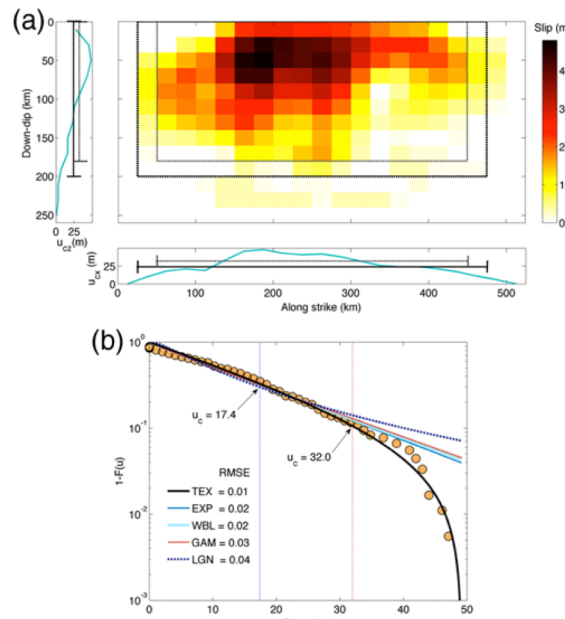 (a)
Slip (m
0
50
100
150
200
250
Down-dip (km)
0 25
u_cz(m)
4
3
2
1
0
25
0
u_cx (m)
0 100 200 300 400 500
Along strike (km)
(b)
10^0
10^-1
10^-2
10^-3
1-F(u)
u_c = 17.4
u_c = 32.0
RMSE
TEX = 0.01
EXP = 0.02
WBL = 0.02
GAM = 0.03
LGN = 0.04
0 10 20 30 40 50